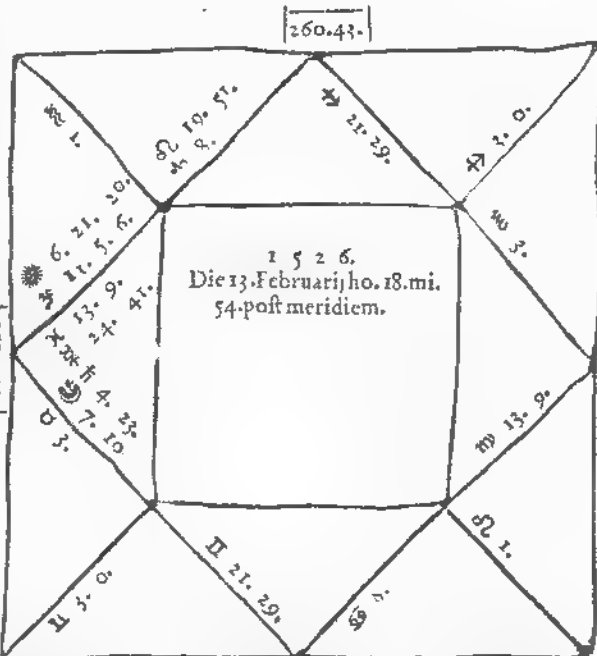 260.43.
♒ 1.
♌ 19. 51.
8.
♐ 21. 29.
♐ 3. 0.
☀ 6. 21. 20.
11. 5. 6.
♓ 13. 9.
24. 41.
♄ 4. 23.
☾ 7. 10
♉ 3.
1 5 2 6.
Die 13. Februarij ho. 18. mi.
54. post meridiem.
3.
♍ 13. 9.
♌ 1.
♊ 3. 0.
♊ 21. 29.
♋